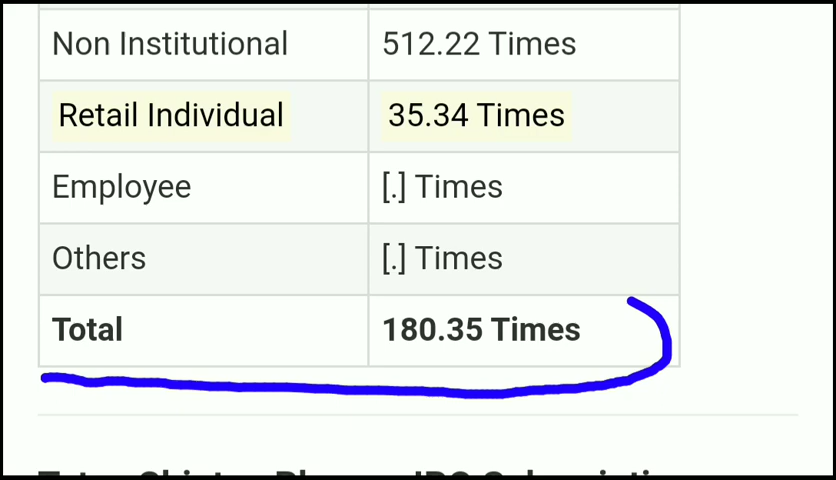 Non Institutional 512.22 Times
Retail Individual 35.34 Times
Employee [.] Times
Others [.] Times
Total 180.35 Times